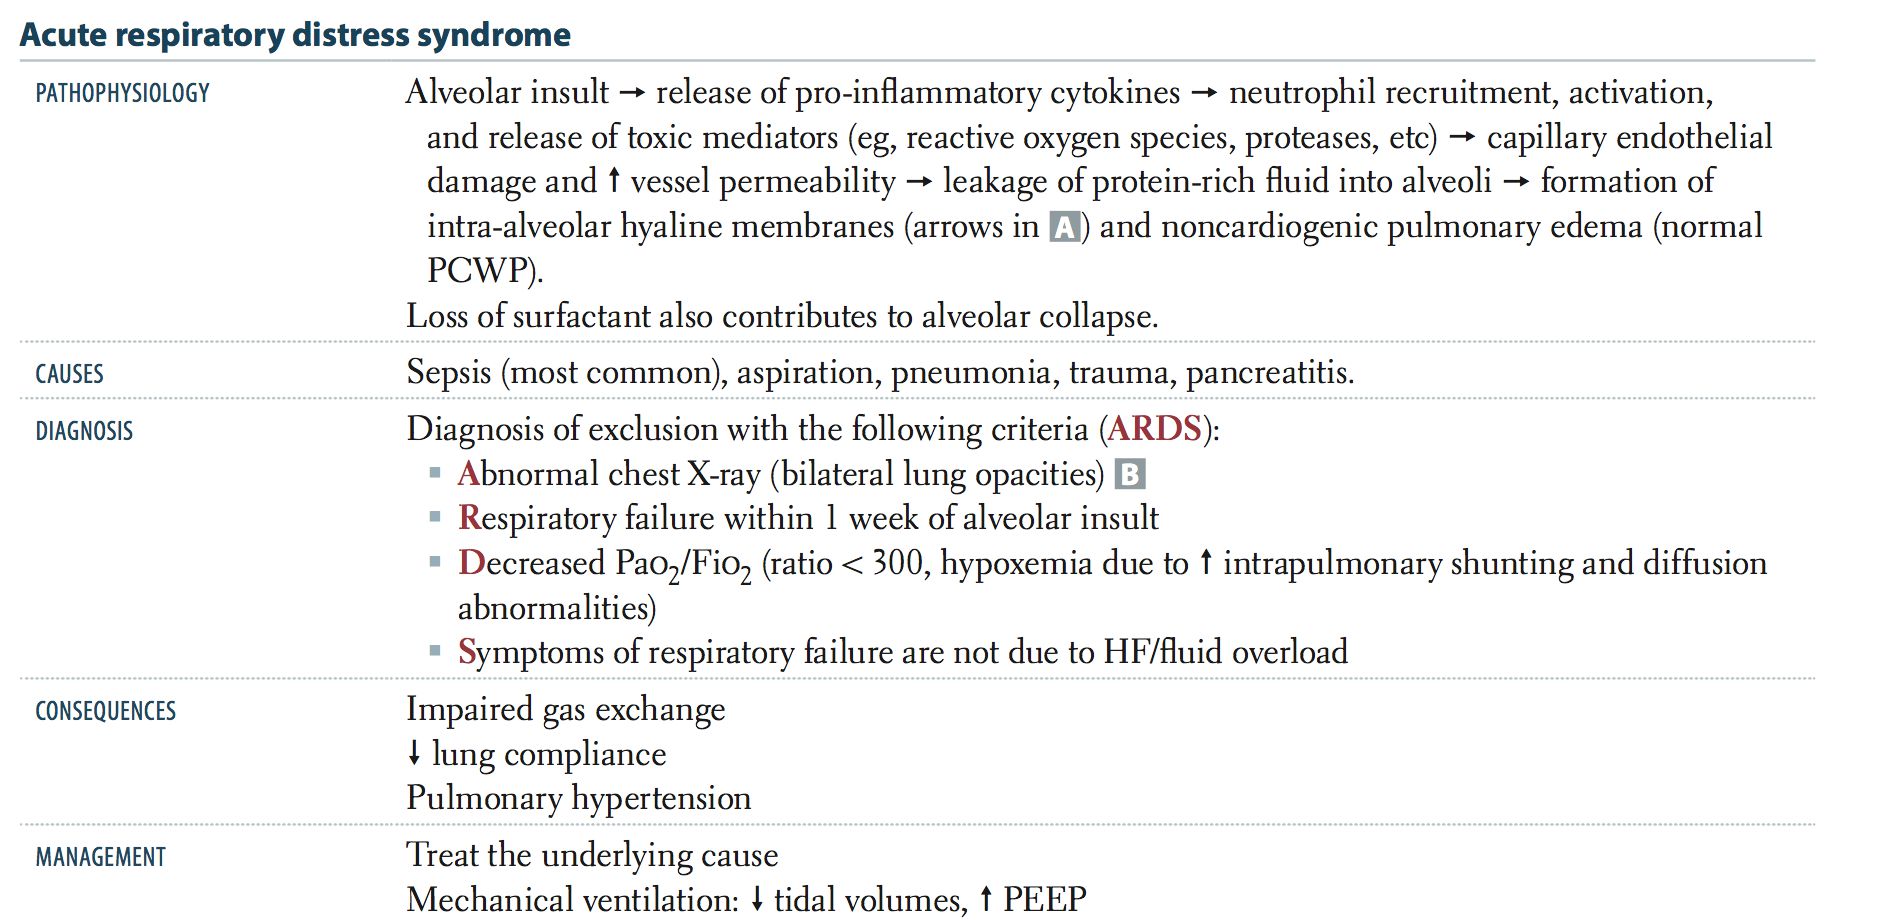 Acute respiratory distress syndrome
PATHOPHYSIOLOGY
Alveolar insult → release of pro-inflammatory cytokines → neutrophil recruitment, activation,
and release of toxic mediators (eg, reactive oxygen species, proteases, etc) → capillary endothelial
damage and ↑ vessel permeability → leakage of protein-rich fluid into alveoli → formation of
intra-alveolar hyaline membranes (arrows in A) and noncardiogenic pulmonary edema (normal
PCWP).
Loss of surfactant also contributes to alveolar collapse.
CAUSES
Sepsis (most common), aspiration, pneumonia, trauma, pancreatitis.
DIAGNOSIS
Diagnosis of exclusion with the following criteria (ARDS):
▪ Abnormal chest X-ray (bilateral lung opacities) B
▪ Respiratory failure within 1 week of alveolar insult
▪ Decreased Pao₂/Fio₂ (ratio < 300, hypoxemia due to ↑ intrapulmonary shunting and diffusion
abnormalities)
▪ Symptoms of respiratory failure are not due to HF/fluid overload
CONSEQUENCES
Impaired gas exchange
↓ lung compliance
Pulmonary hypertension
MANAGEMENT
Treat the underlying cause
Mechanical ventilation: ↓ tidal volumes, ↑ PEEP